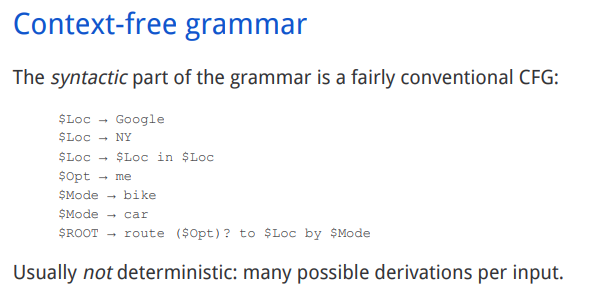 Context-free grammar
The syntactic part of the grammar is a fairly conventional CFG:
$Loc → Google
$Loc → NY
$Loc → $Loc in $Loc
$Opt → me
$Mode → bike
$Mode → car
$ROOT → route ($Opt)? to $Loc by $Mode
Usually not deterministic: many possible derivations per input.